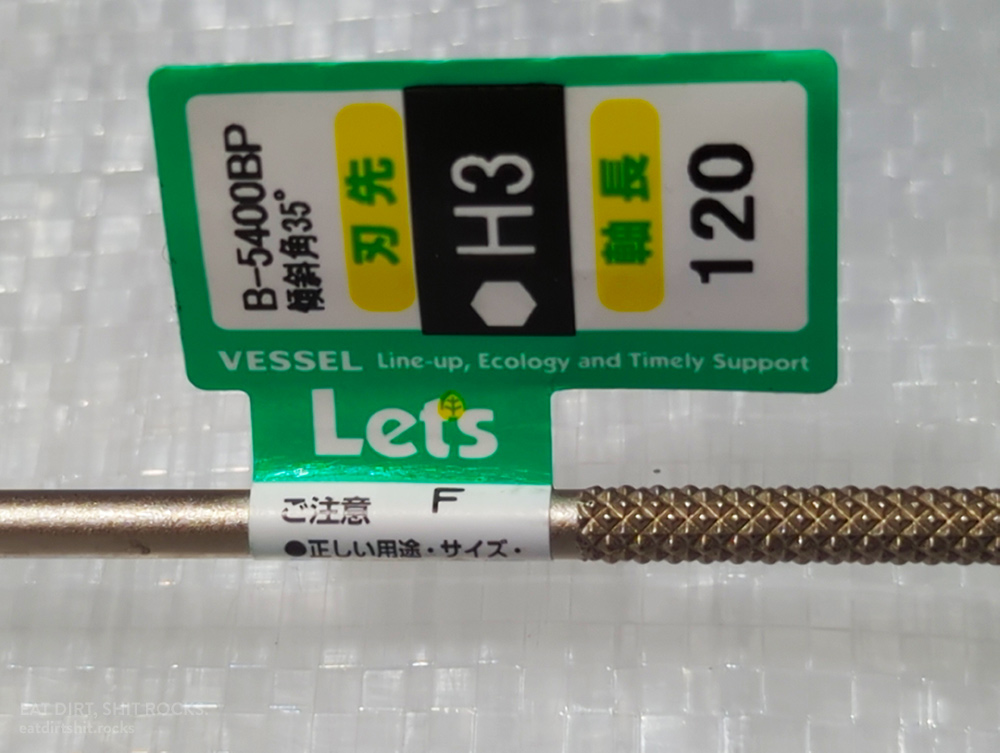 B-5400BP
傾斜角35°
刃先
H3
軸長
120
VESSEL Line-up, Ecology and Timely Support
Let's
ご注意 F
●正しい用途・サイズ・
EAT DIRT, SHIT ROCKS.
eatdirtshit.rocks